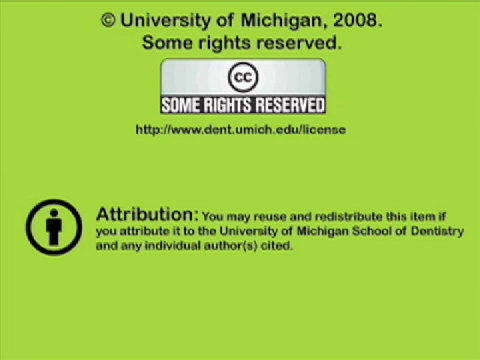 © University of Michigan, 2008.
Some rights reserved.
cc
SOME RIGHTS RESERVED
http://www.dent.umich.edu/license
Attribution: You may reuse and redistribute this item if
you attribute it to the University of Michigan School of Dentistry
and any individual author(s) cited.